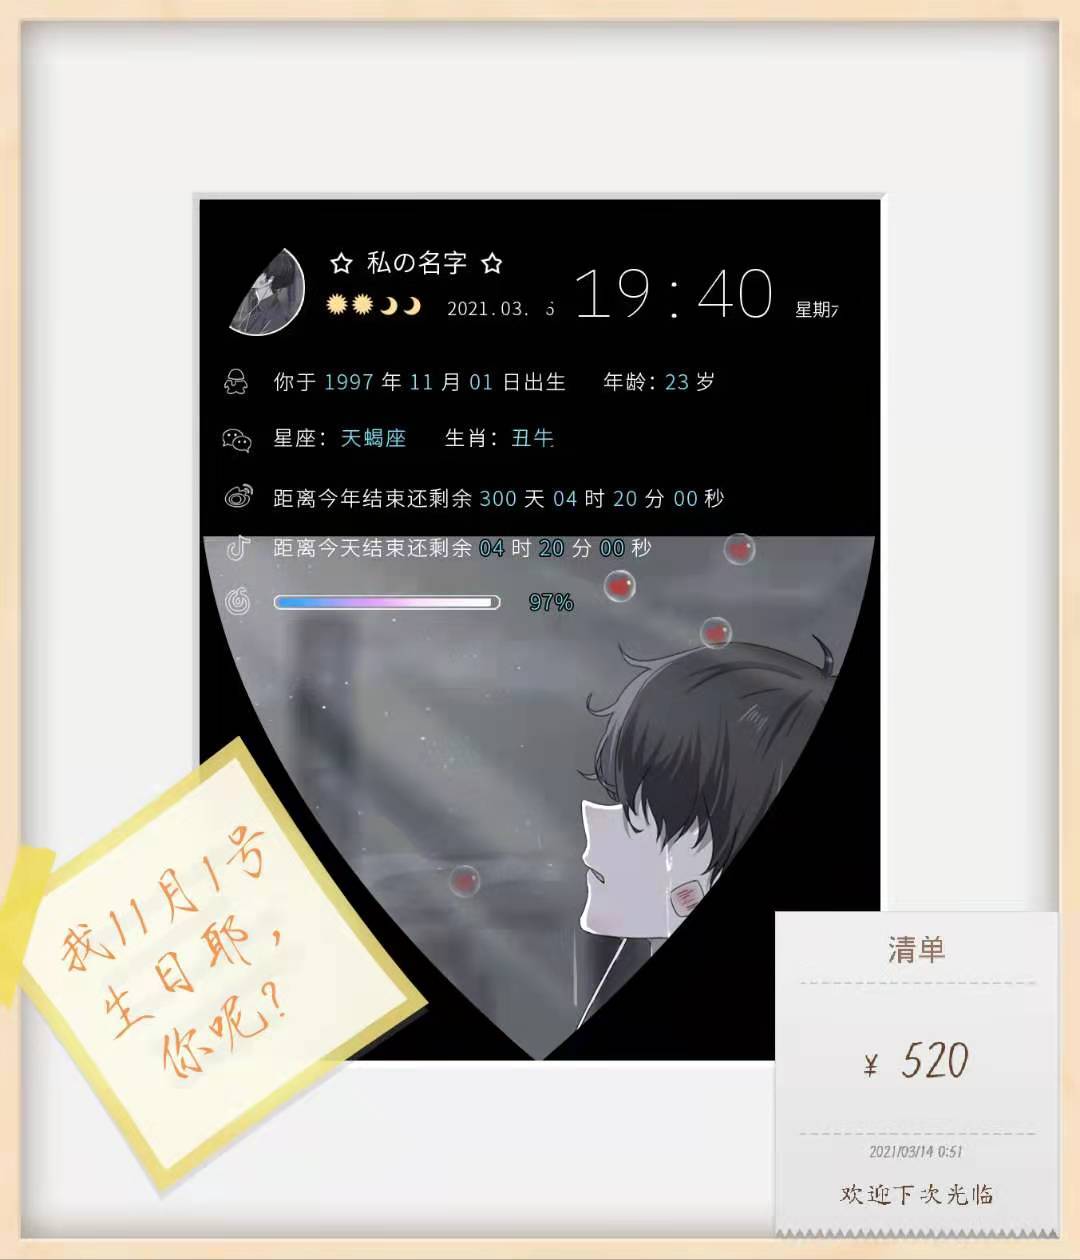 ☆ 私の名字 ☆
2021.03. 5
19:40
星期六
你于 1997 年 11 月 01 日出生 年龄：23 岁
星座：天蝎座 生肖：丑牛
距离今年结束还剩余 300 天 04 时 20 分 00 秒
距离今天结束还剩余 04 时 20 分 00 秒
97%
我11月1号
生日耶，
你呢？
清单
¥ 520
2021/03/14 0:51
欢迎下次光临